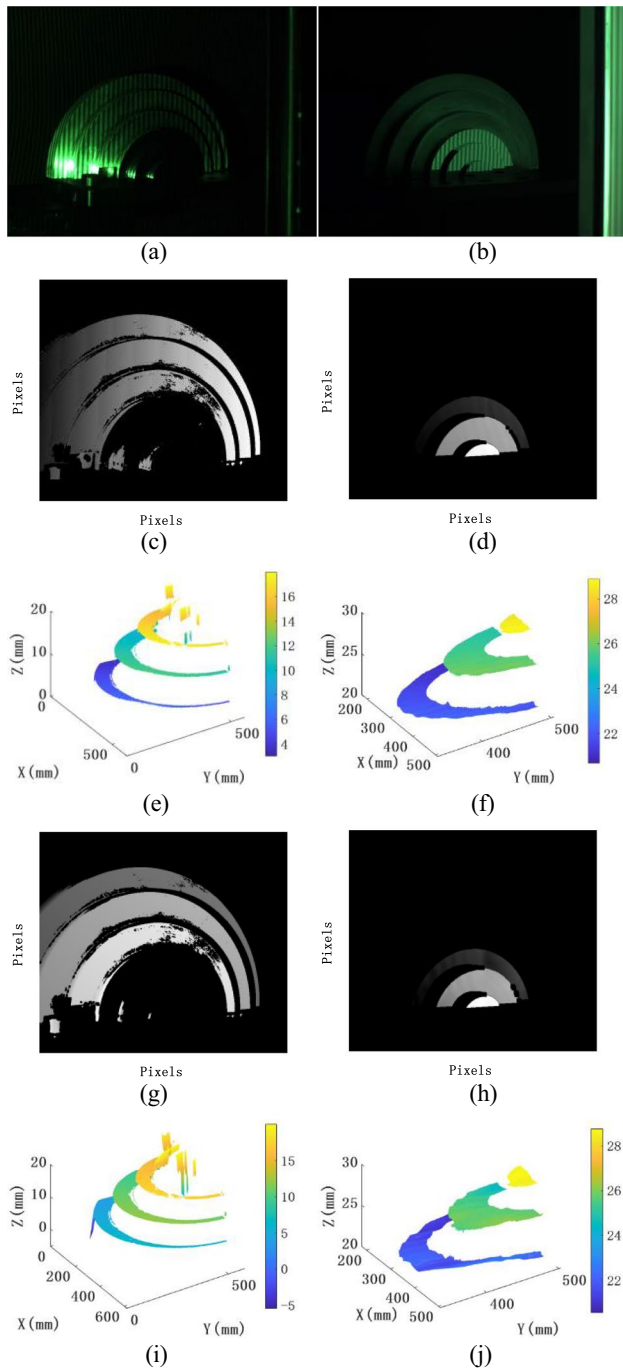 (a) (b)
Pixels Pixels
Pixels Pixels
(c) (d)
20 10 0 Z(mm) 0 500 X(mm) 0 500 Y(mm) 16 14 12 10 8 6 4
30 25 20 Z(mm) 200 300 400 500 X(mm) 400 500 Y(mm) 28 26 24 22
(e) (f)
Pixels Pixels
Pixels Pixels
(g) (h)
20 10 0 Z(mm) 0 200 400 600 X(mm) 0 500 Y(mm) 15 10 5 0 -5
30 25 20 Z(mm) 200 300 400 500 X(mm) 400 500 Y(mm) 28 26 24 22
(i) (j)